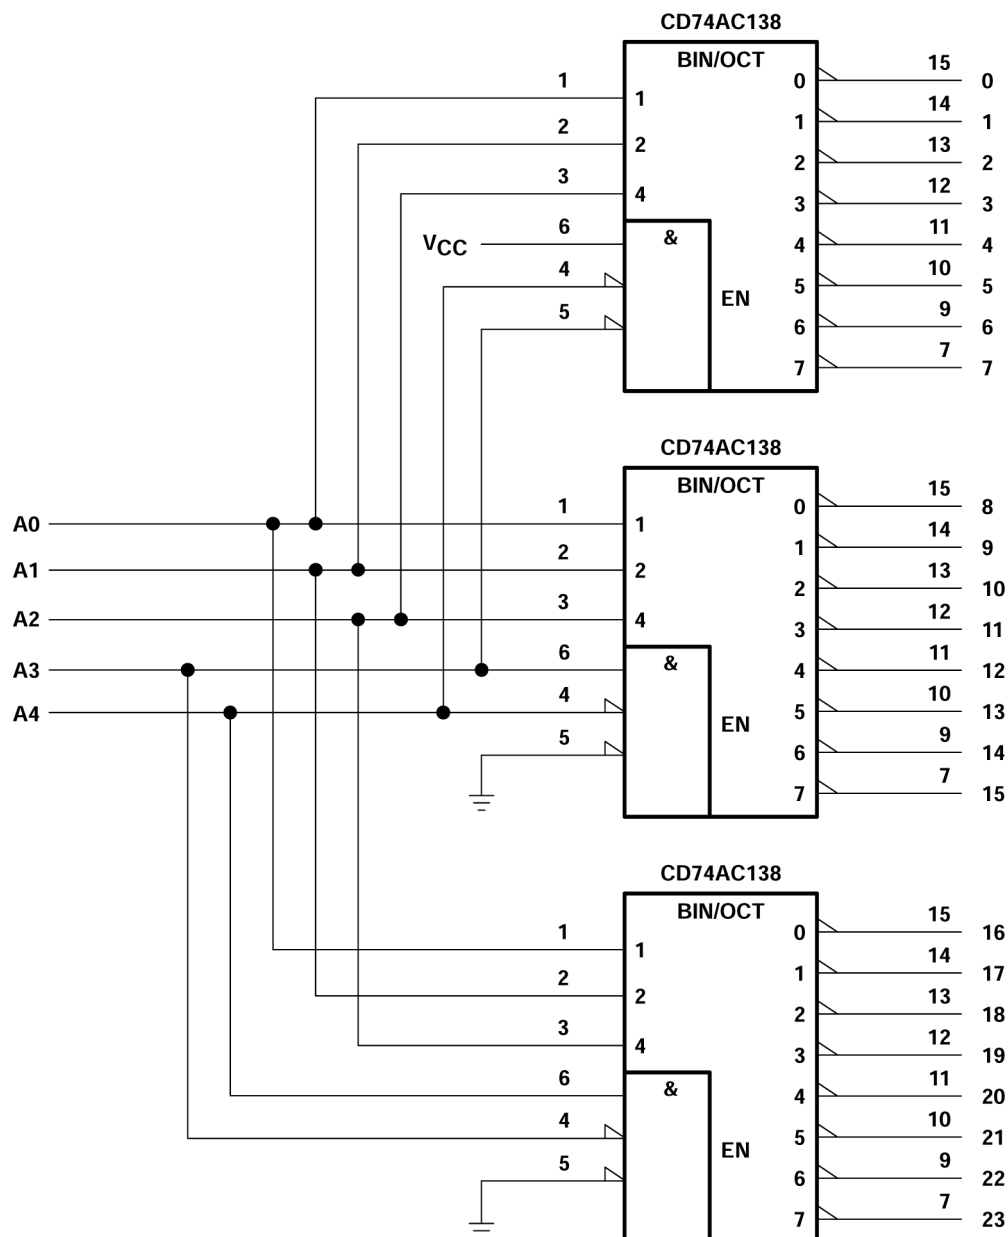 CD74AC138
BIN/OCT
1 1 0 15 0
2 2 1 14 1
3 4 2 13 2
3 12 3
6 & 4 11 4
VCC
4 EN 5 10 5
5 6 9 6
7 7 7
CD74AC138
BIN/OCT
0 15 8
A0 1 1 1 14 9
A1 2 2 2 13 10
A2 3 4 3 12 11
A3 6 & 4 11 12
A4 4 EN 5 10 13
5 6 9 14
7 7 15
CD74AC138
BIN/OCT
0 15 16
1 1 1 14 17
2 2 2 13 18
3 4 3 12 19
6 & 4 11 20
4 EN 5 10 21
5 6 9 22
7 7 23